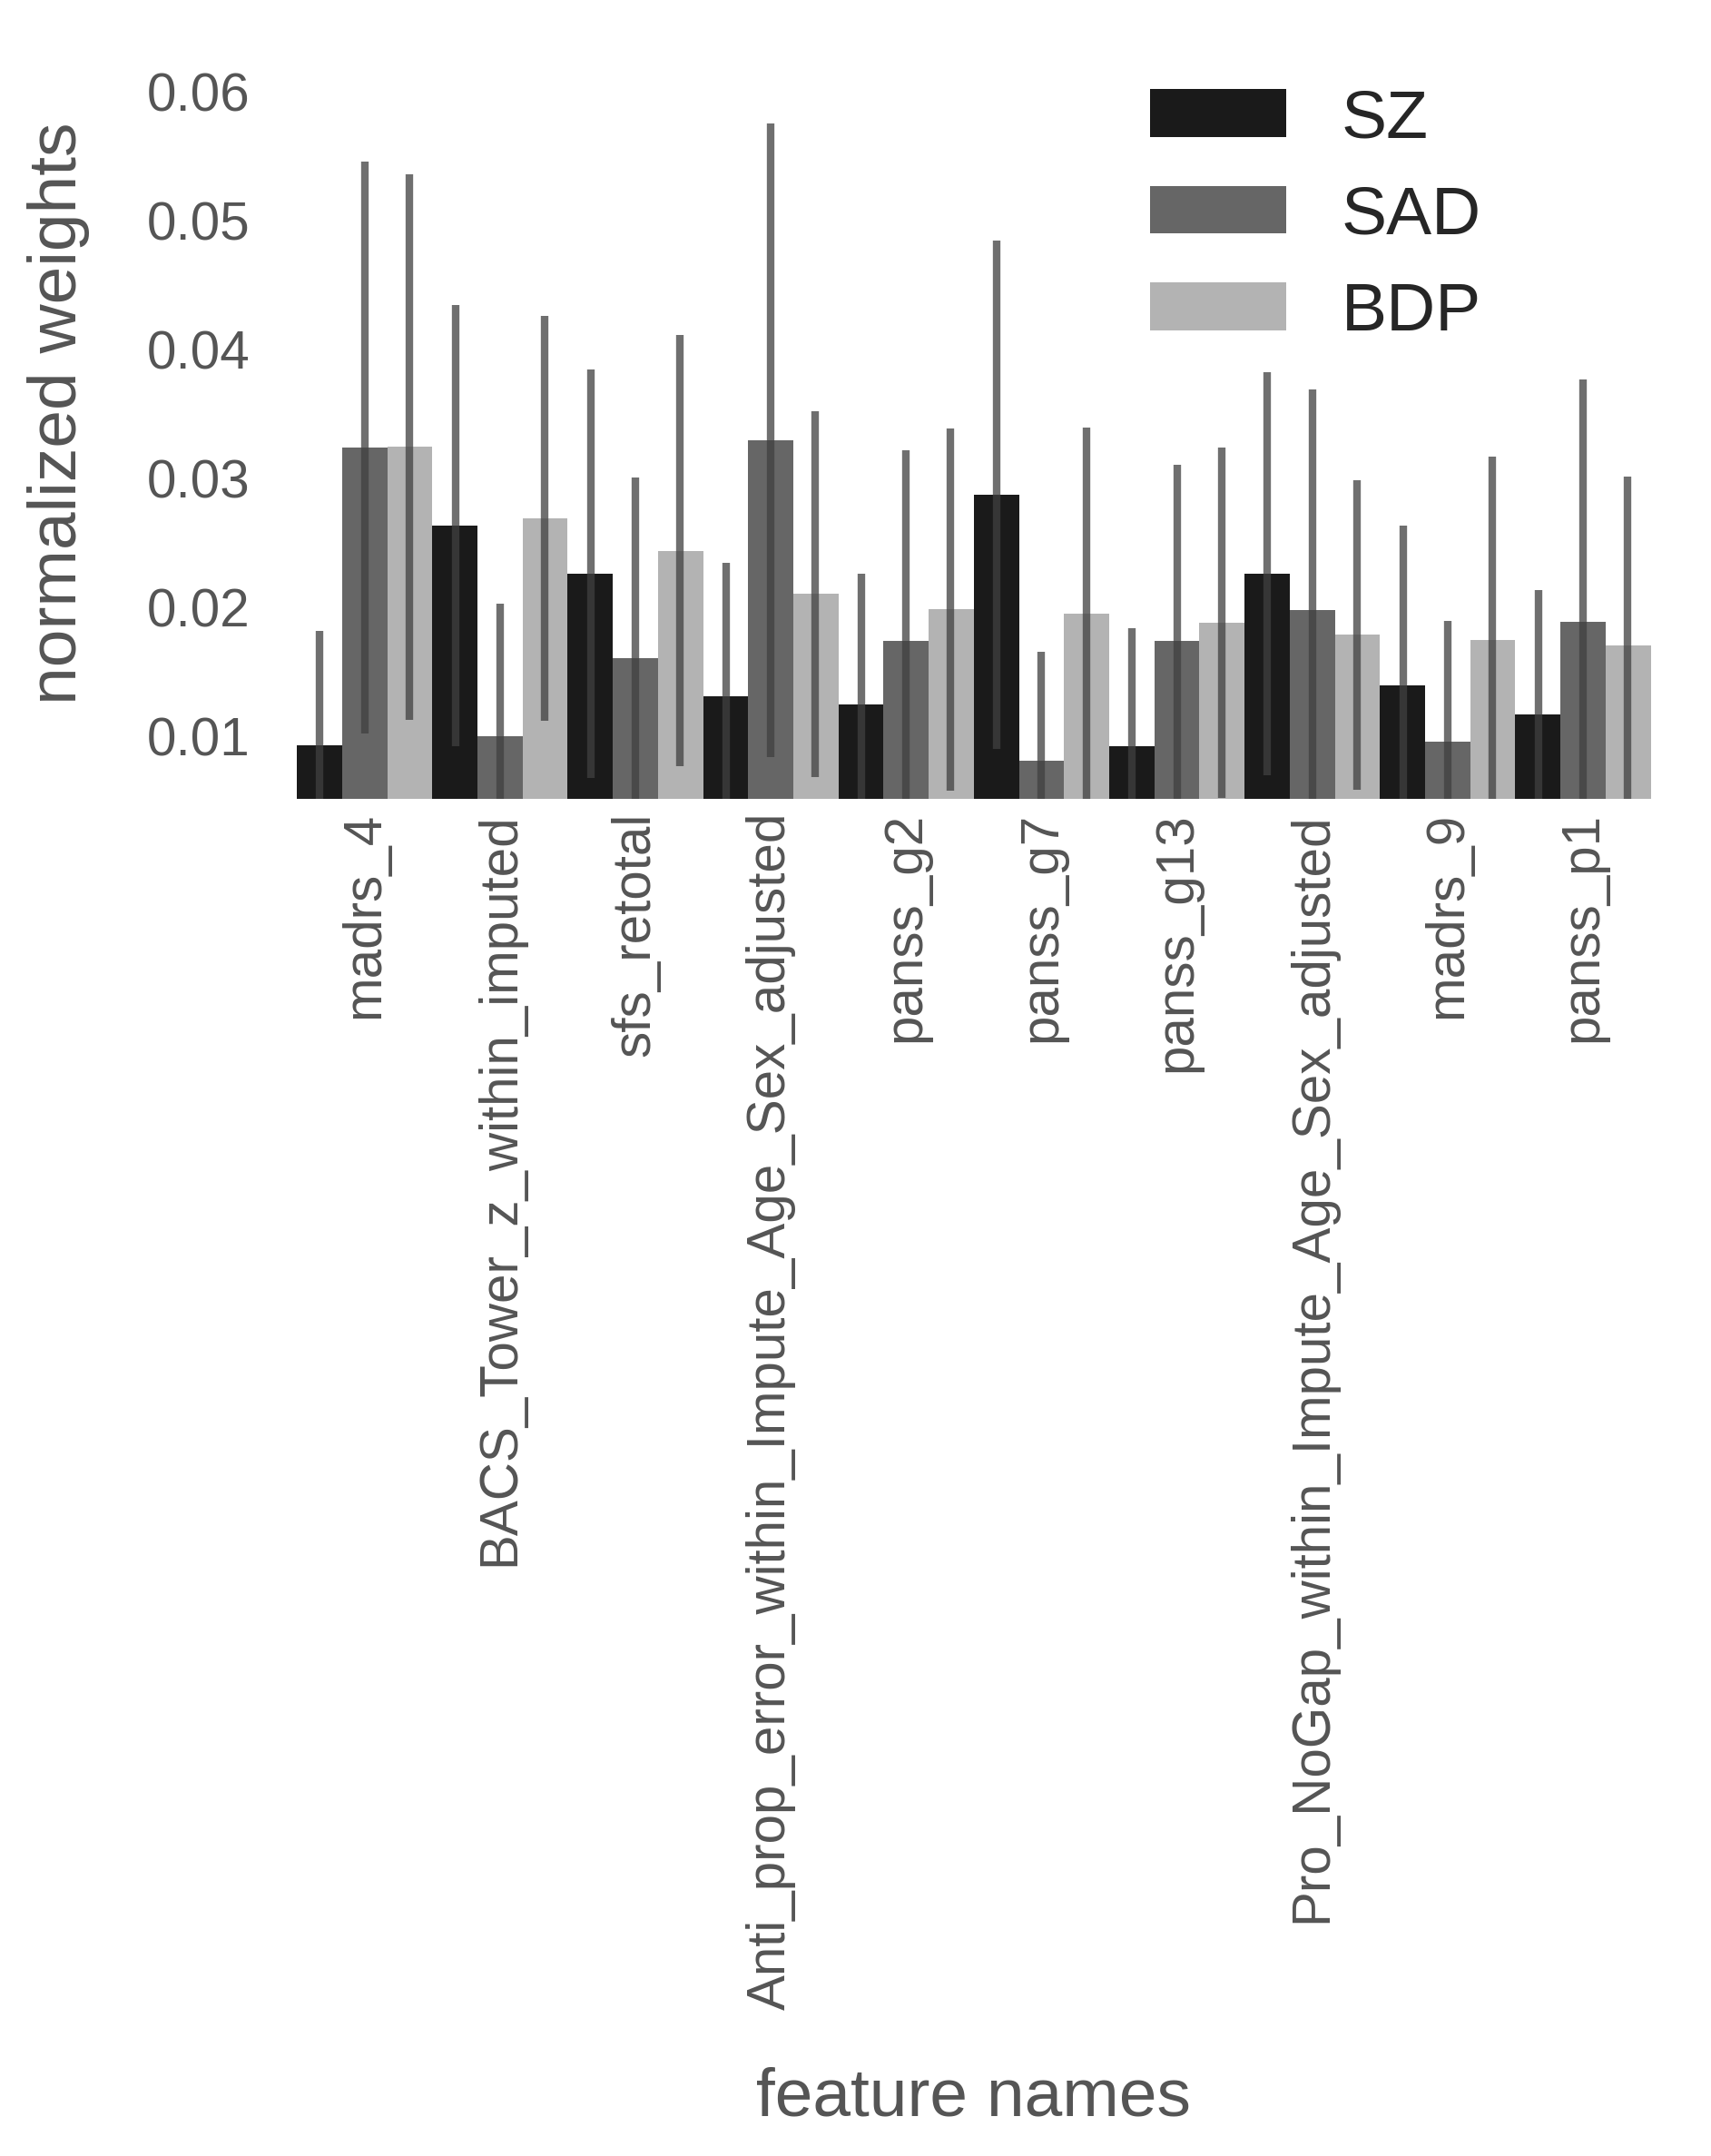 normalized weights
0.06
0.05
0.04
0.03
0.02
0.01
SZ
SAD
BDP
madrs_4
BACS_Tower_z_within_imputed
sfs_retotal
Anti_prop_error_within_Impute_Age_Sex_adjusted
panss_g2
panss_g7
panss_g13
Pro_NoGap_within_Impute_Age_Sex_adjusted
madrs_9
panss_p1
feature names